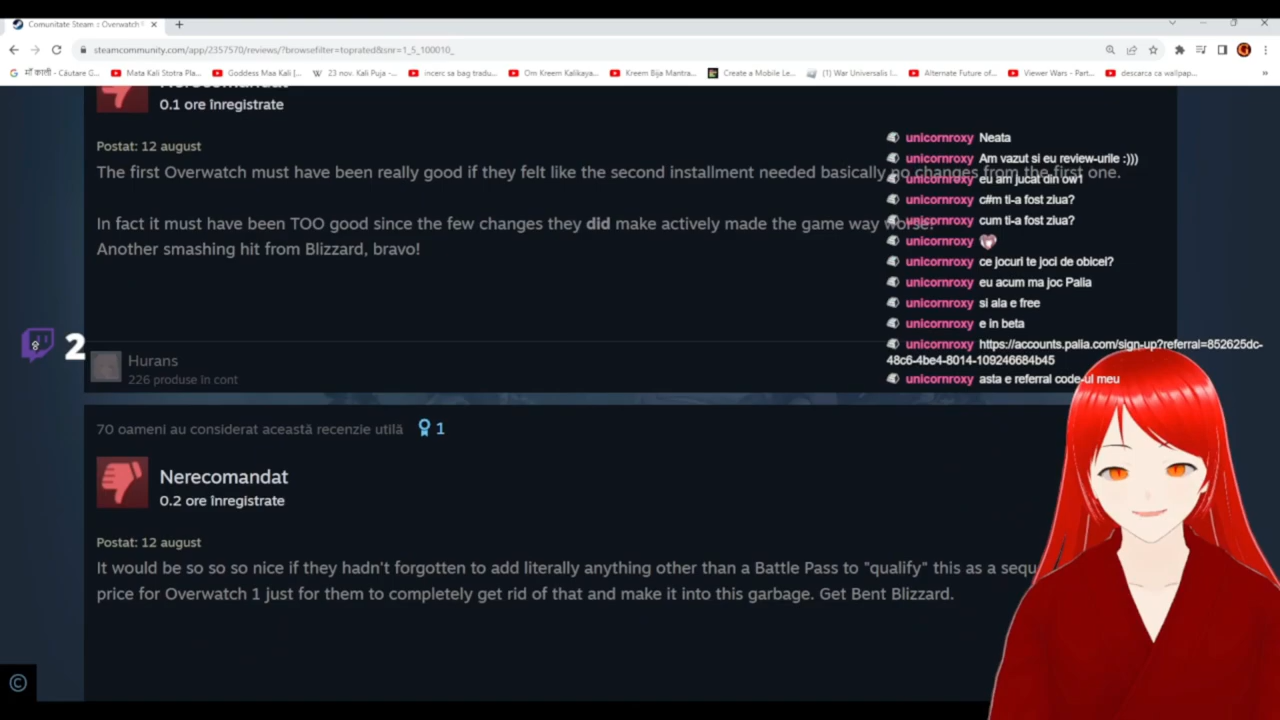 Comunitate Steam :: Overwatch
steamcommunity.com/app/2357570/reviews/?browsefilter=toprated&snr=1_5_100010_
माँ काली - Căutare G...
Mata Kali Stotra Pla...
Goddess Maa Kali |...
23 nov. Kali Puja -...
incerc sa bag tradu...
Om Kreem Kalikaya...
Kreem Bija Mantra...
Create a Mobile Le...
(1) War Universalis |...
Alternate Future of...
Viewer Wars - Part...
descarca ca wallpap...
»
0.1 ore înregistrate
Postat: 12 august
The first Overwatch must have been really good if they felt like the second installment needed basically no changes from the first one.
In fact it must have been TOO good since the few changes they did make actively made the game way worse!
Another smashing hit from Blizzard, bravo!
unicornroxy Neata
unicornroxy Am vazut si eu review-urile :)))
unicornroxy eu am jucat din ow1
unicornroxy c#m ti-a fost ziua?
unicornroxy cum ti-a fost ziua?
unicornroxy
unicornroxy ce jocuri te joci de obicei?
unicornroxy eu acum ma joc Palia
unicornroxy si ala e free
unicornroxy e in beta
unicornroxy https://accounts.palia.com/sign-up?referral=852625dc-
48c6-4be4-8014-109246684b45
unicornroxy asta e referral code-ul meu
2
Hurans
226 produse în cont
70 oameni au considerat această recenzie utilă 1
Nerecomandat
0.2 ore înregistrate
Postat: 12 august
It would be so so so nice if they hadn't forgotten to add literally anything other than a Battle Pass to "qualify" this as a sequ
price for Overwatch 1 just for them to completely get rid of that and make it into this garbage. Get Bent Blizzard.
©